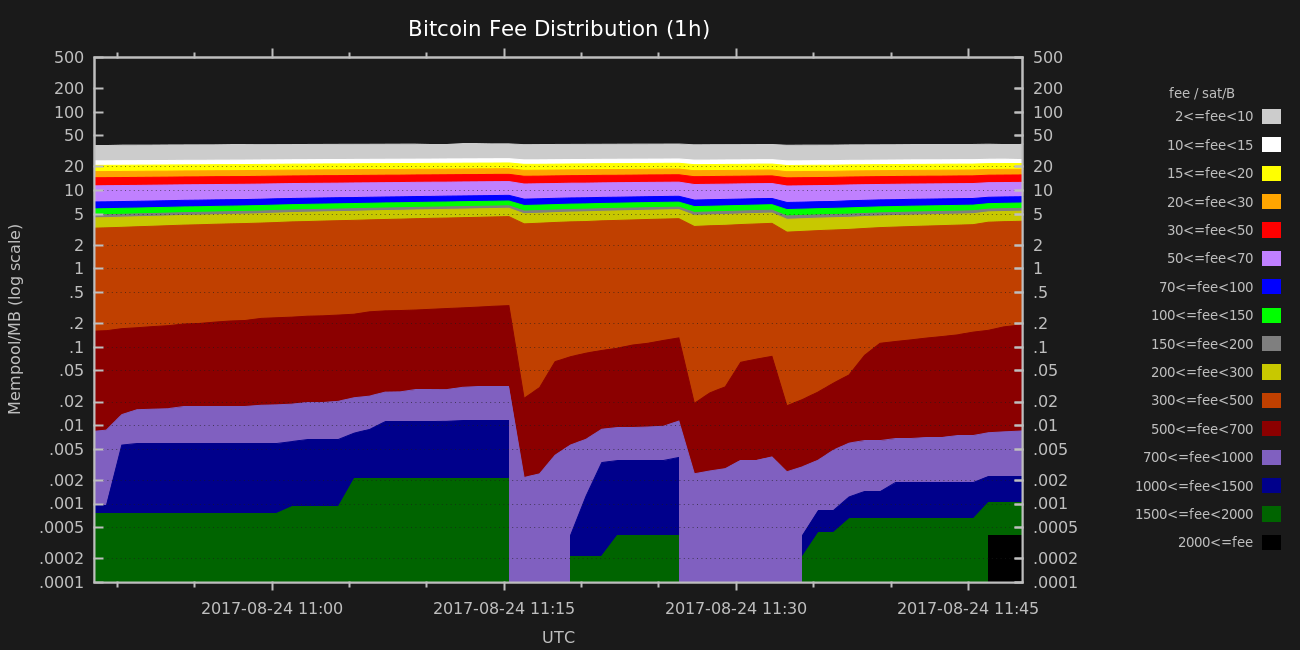 Bitcoin Fee Distribution (1h)
500
200
100
50
20
10
5
2
1
.5
.2
.1
.05
.02
.01
.005
.002
.001
.0005
.0002
.0001
Mempool/MB (log scale)
500
200
100
50
20
10
5
2
1
.5
.2
.1
.05
.02
.01
.005
.002
.001
.0005
.0002
.0001
2017-08-24 11:00
2017-08-24 11:15
2017-08-24 11:30
2017-08-24 11:45
UTC
fee / sat/B
2<=fee<10
10<=fee<15
15<=fee<20
20<=fee<30
30<=fee<50
50<=fee<70
70<=fee<100
100<=fee<150
150<=fee<200
200<=fee<300
300<=fee<500
500<=fee<700
700<=fee<1000
1000<=fee<1500
1500<=fee<2000
2000<=fee